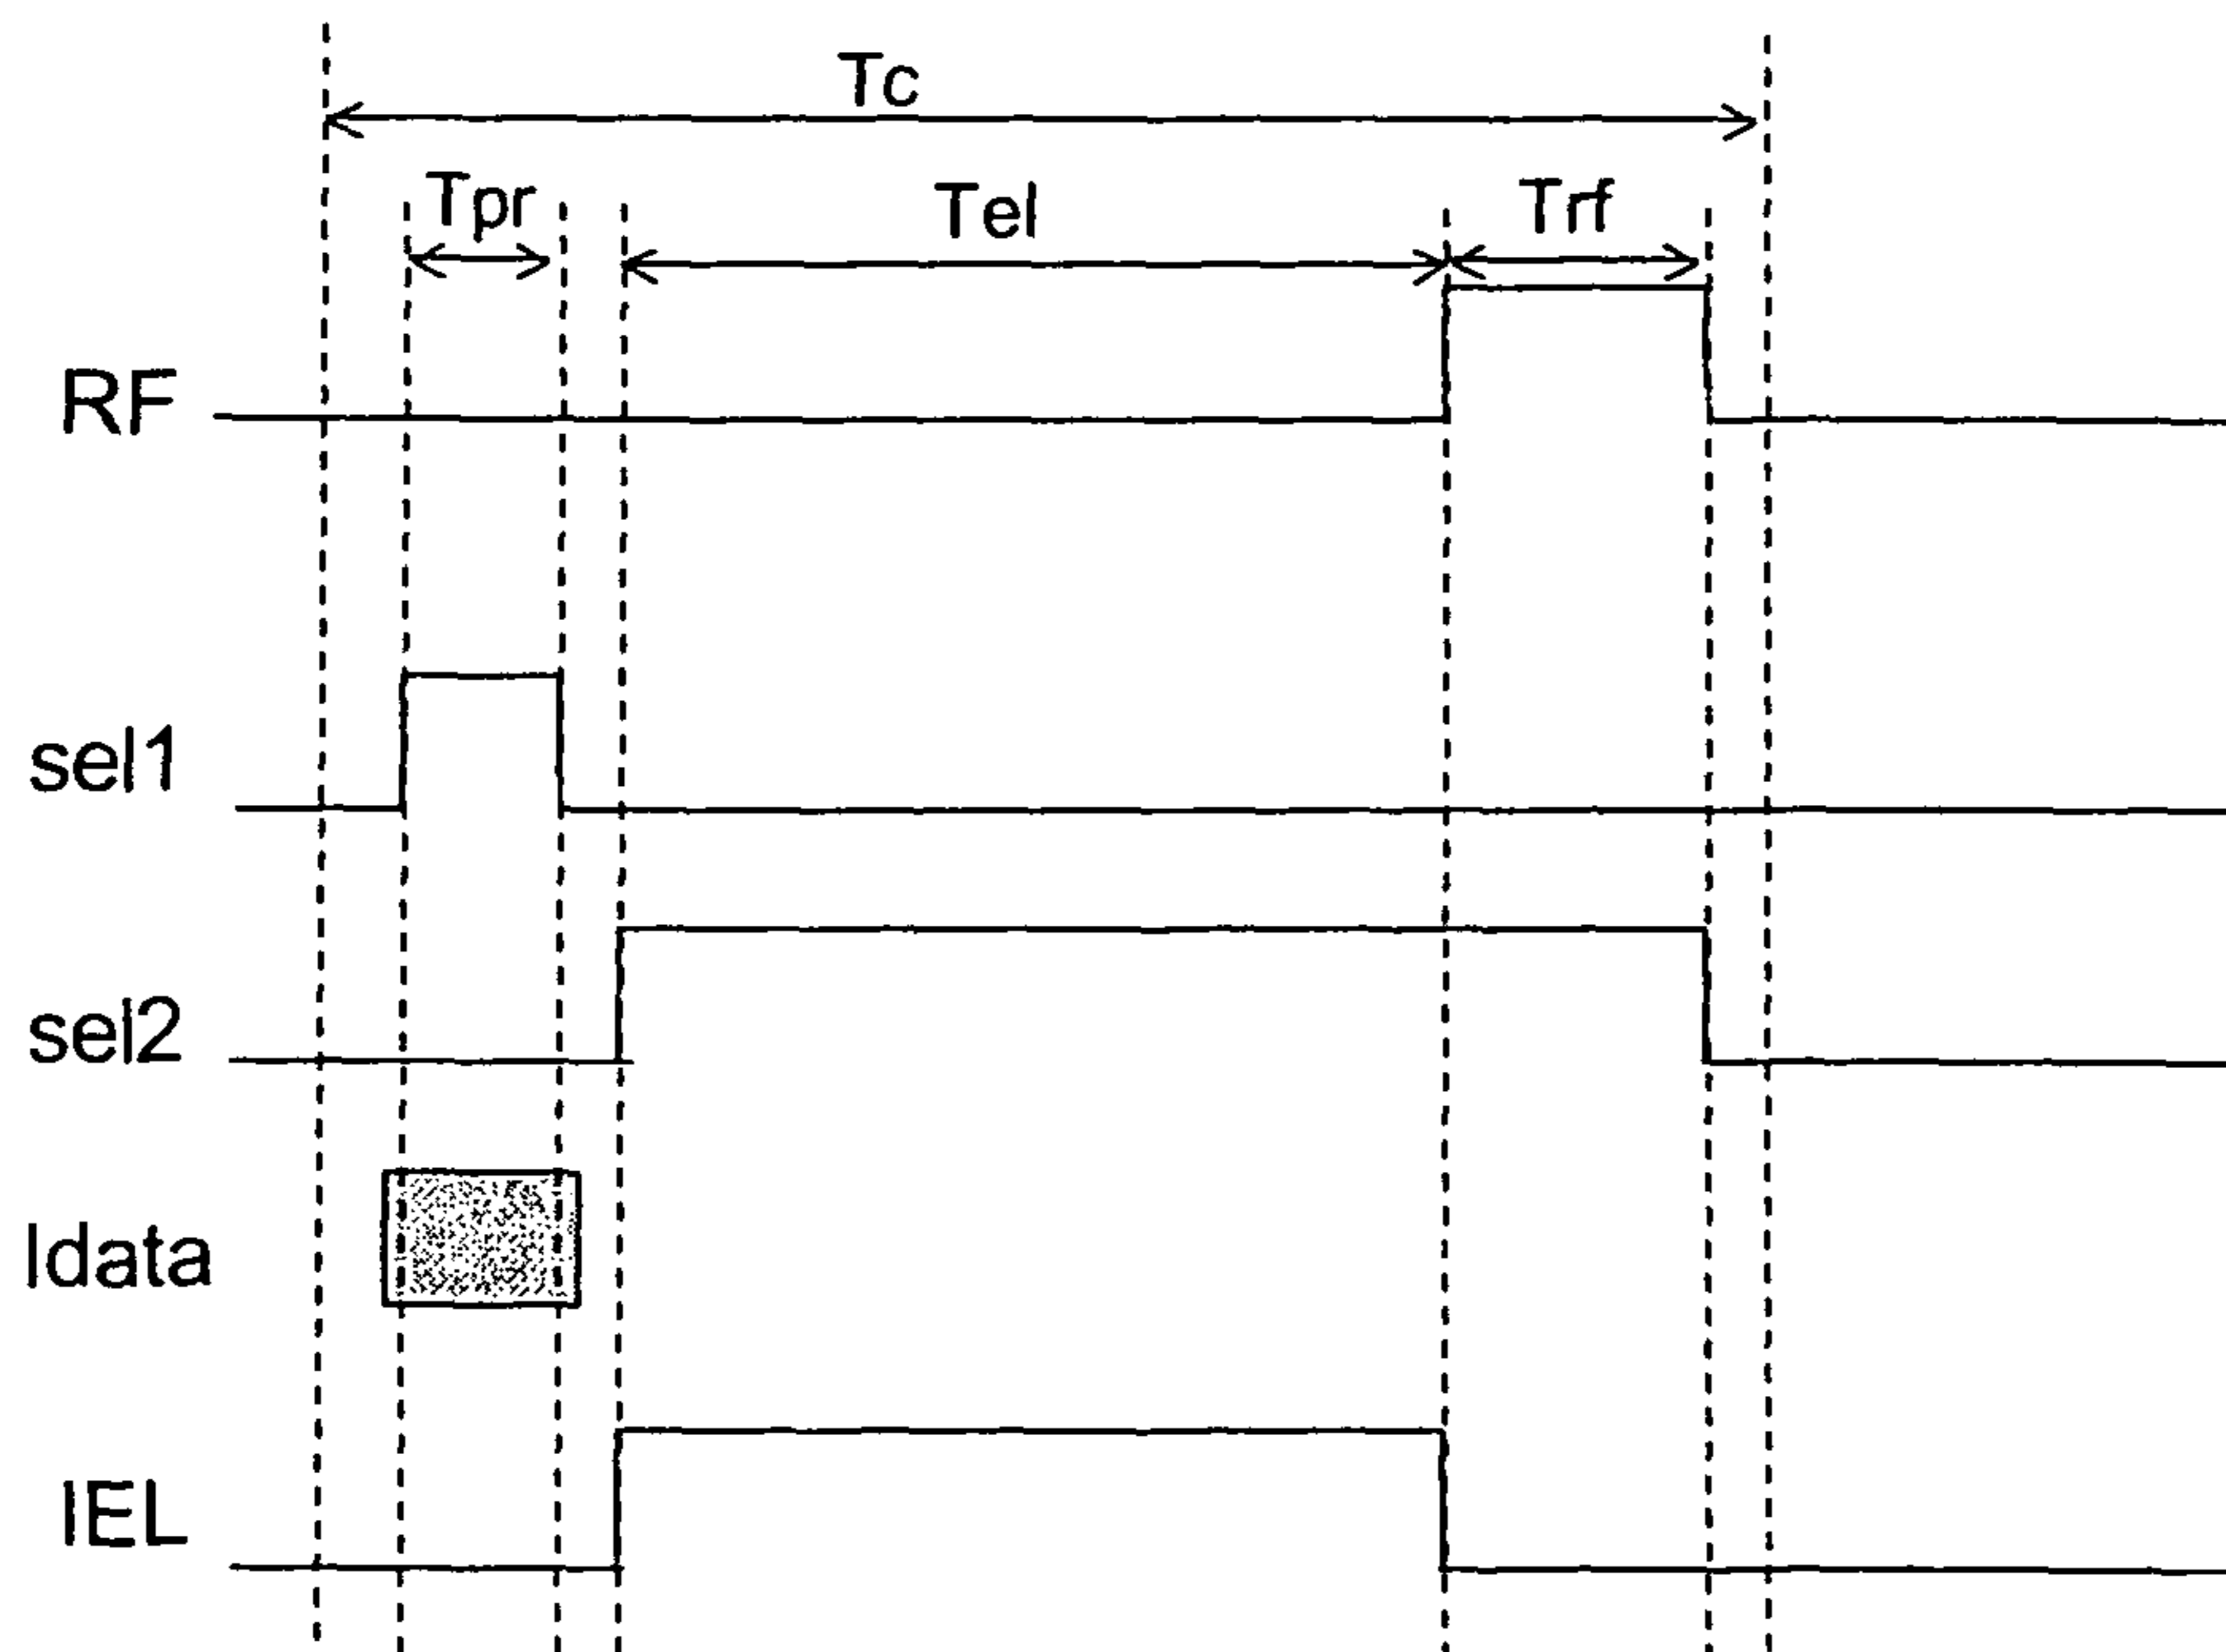 Tc
Tpr
Tel
Trf
RF
sel1
sel2
Idata
IEL